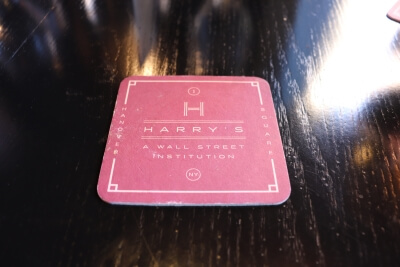 1
H
HARRY'S
A WALL STREET
INSTITUTION
NY
HANOVER
SQUARE